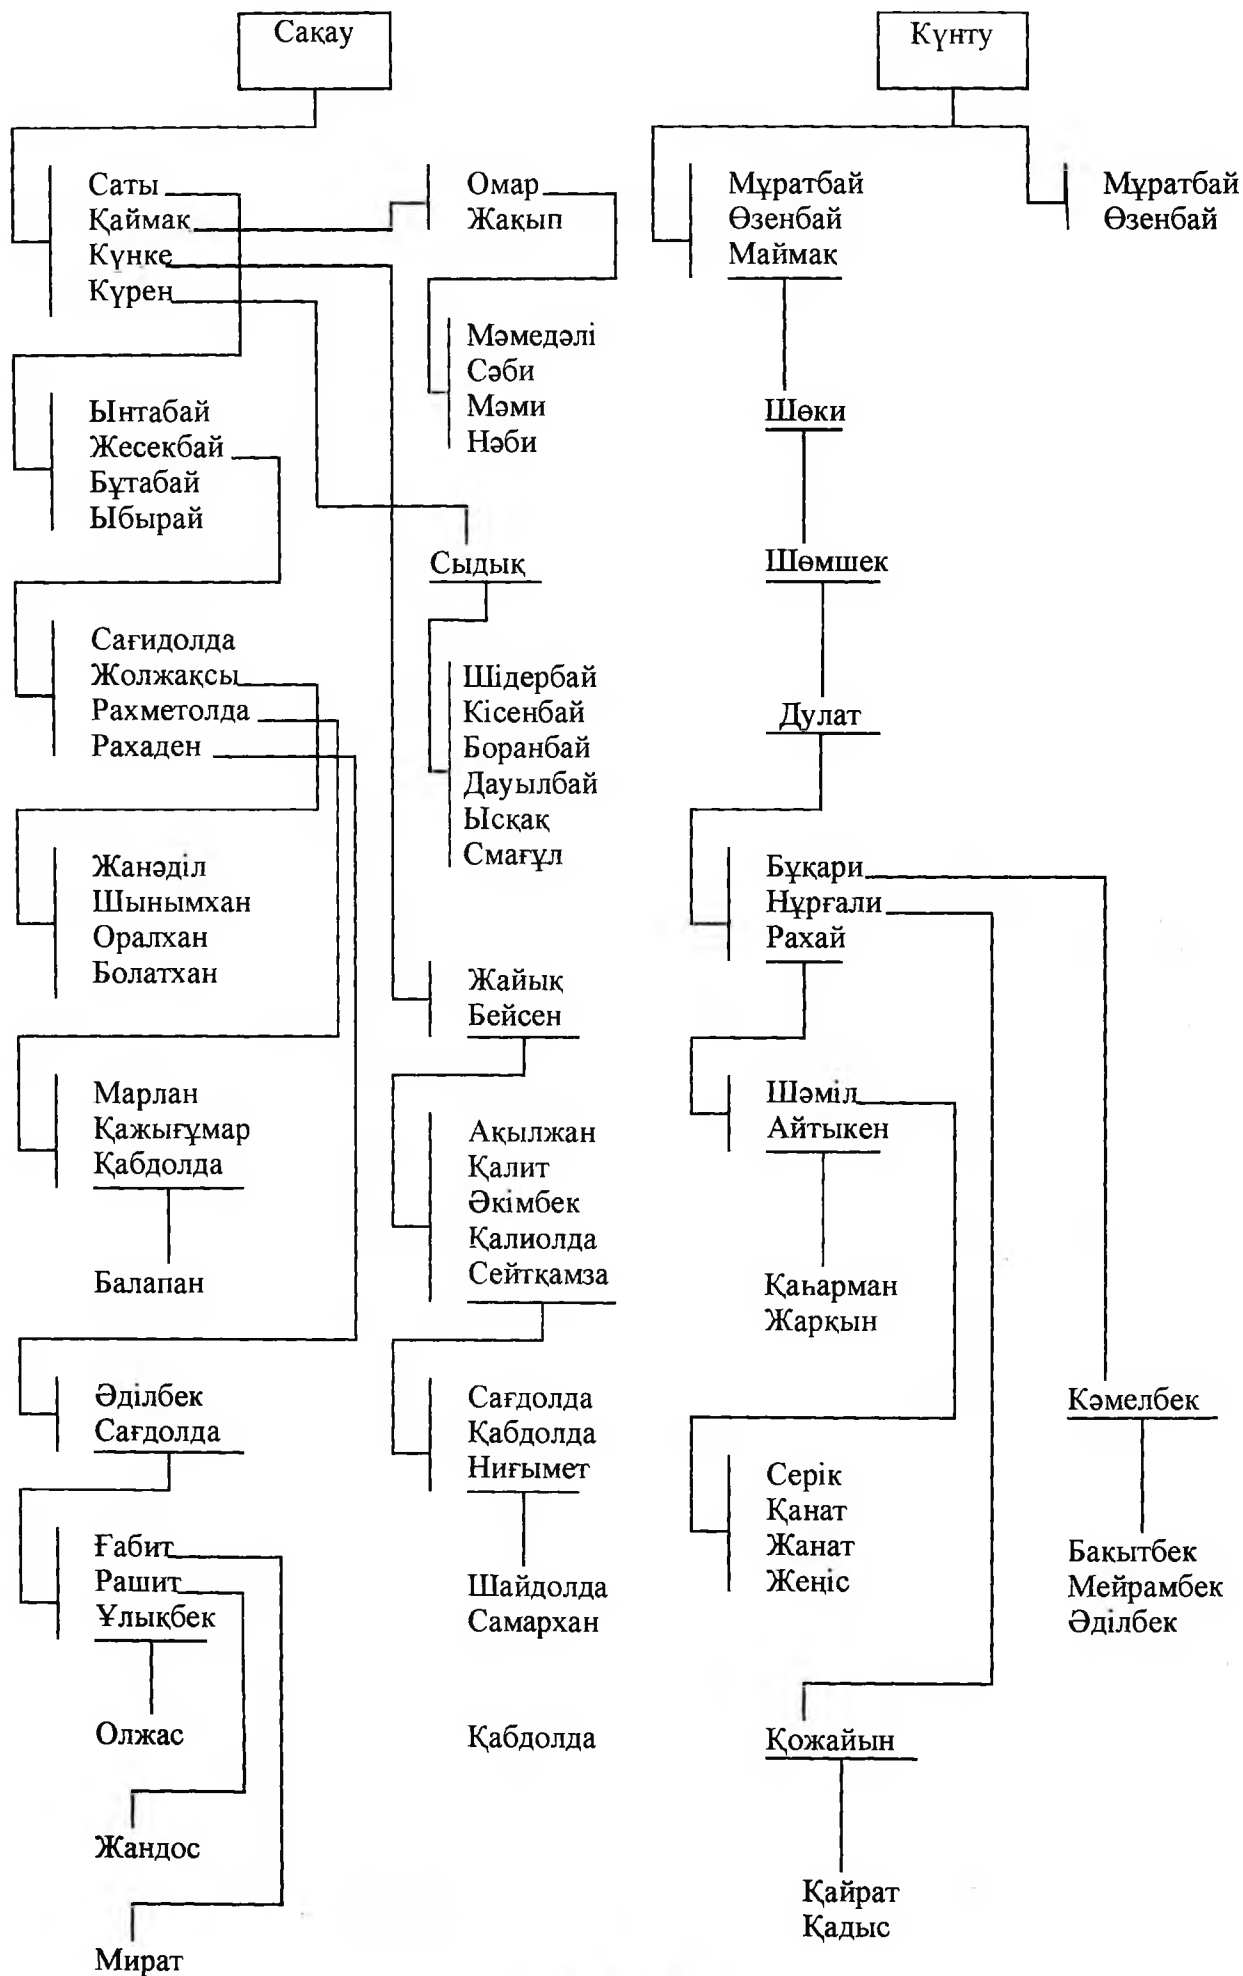 Сақау
Саты
Қаймақ
Күнке
Күрең
Омар
Жақып
Мәмедәлі
Сәби
Мәми
Нәби
Ынтабай
Жесекбай
Бұтабай
Ыбырай
Сыдық
Сағидолда
Жолжақсы
Рахметолда
Рахаден
Шідербай
Кісенбай
Боранбай
Дауылбай
Ысқақ
Смағұл
Жанәділ
Шынымхан
Оралхан
Болатхан
Жайық
Бейсен
Марлан
Қажығұмар
Қабдолда
Балапан
Ақылжан
Қалит
Әкімбек
Қалиолда
Сейтқамза
Әділбек
Сағдолда
Сағдолда
Қабдолда
Ниғымет
Ғабит
Рашит
Ұлықбек
Шайдолда
Самархан
Олжас
Қабдолда
Жандос
Мират
Күнту
Мұратбай
Өзенбай
Маймақ
Мұратбай
Өзенбай
Шөки
Шөмшек
Дулат
Бұқари
Нұрғали
Рахай
Шәміл
Айтыкен
Қаһарман
Жарқын
Кәмелбек
Серік
Қанат
Жанат
Жеңіс
Бакытбек
Мейрамбек
Әділбек
Қожайын
Қайрат
Қадыс